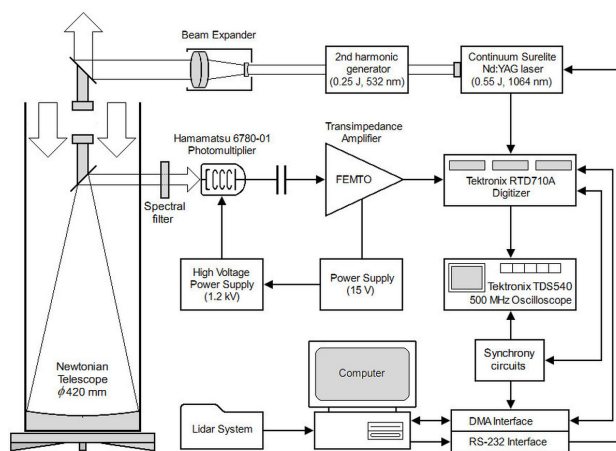 Beam Expander
2nd harmonic
generator
(0.25 J, 532 nm)
Continuum Surelite
Nd:YAG laser
(0.55 J, 1064 nm)
Hamamatsu 6780-01
Photomultiplier
Transimpedance
Amplifier
FEMTO
Spectral
filter
Tektronix RTD710A
Digitizer
High Voltage
Power Supply
(1.2 kV)
Power Supply
(15 V)
Tektronix TDS540
500 MHz Oscilloscope
Newtonian
Telescope
ϕ 420 mm
Synchrony
circuits
Computer
Lidar System
DMA Interface
RS-232 Interface